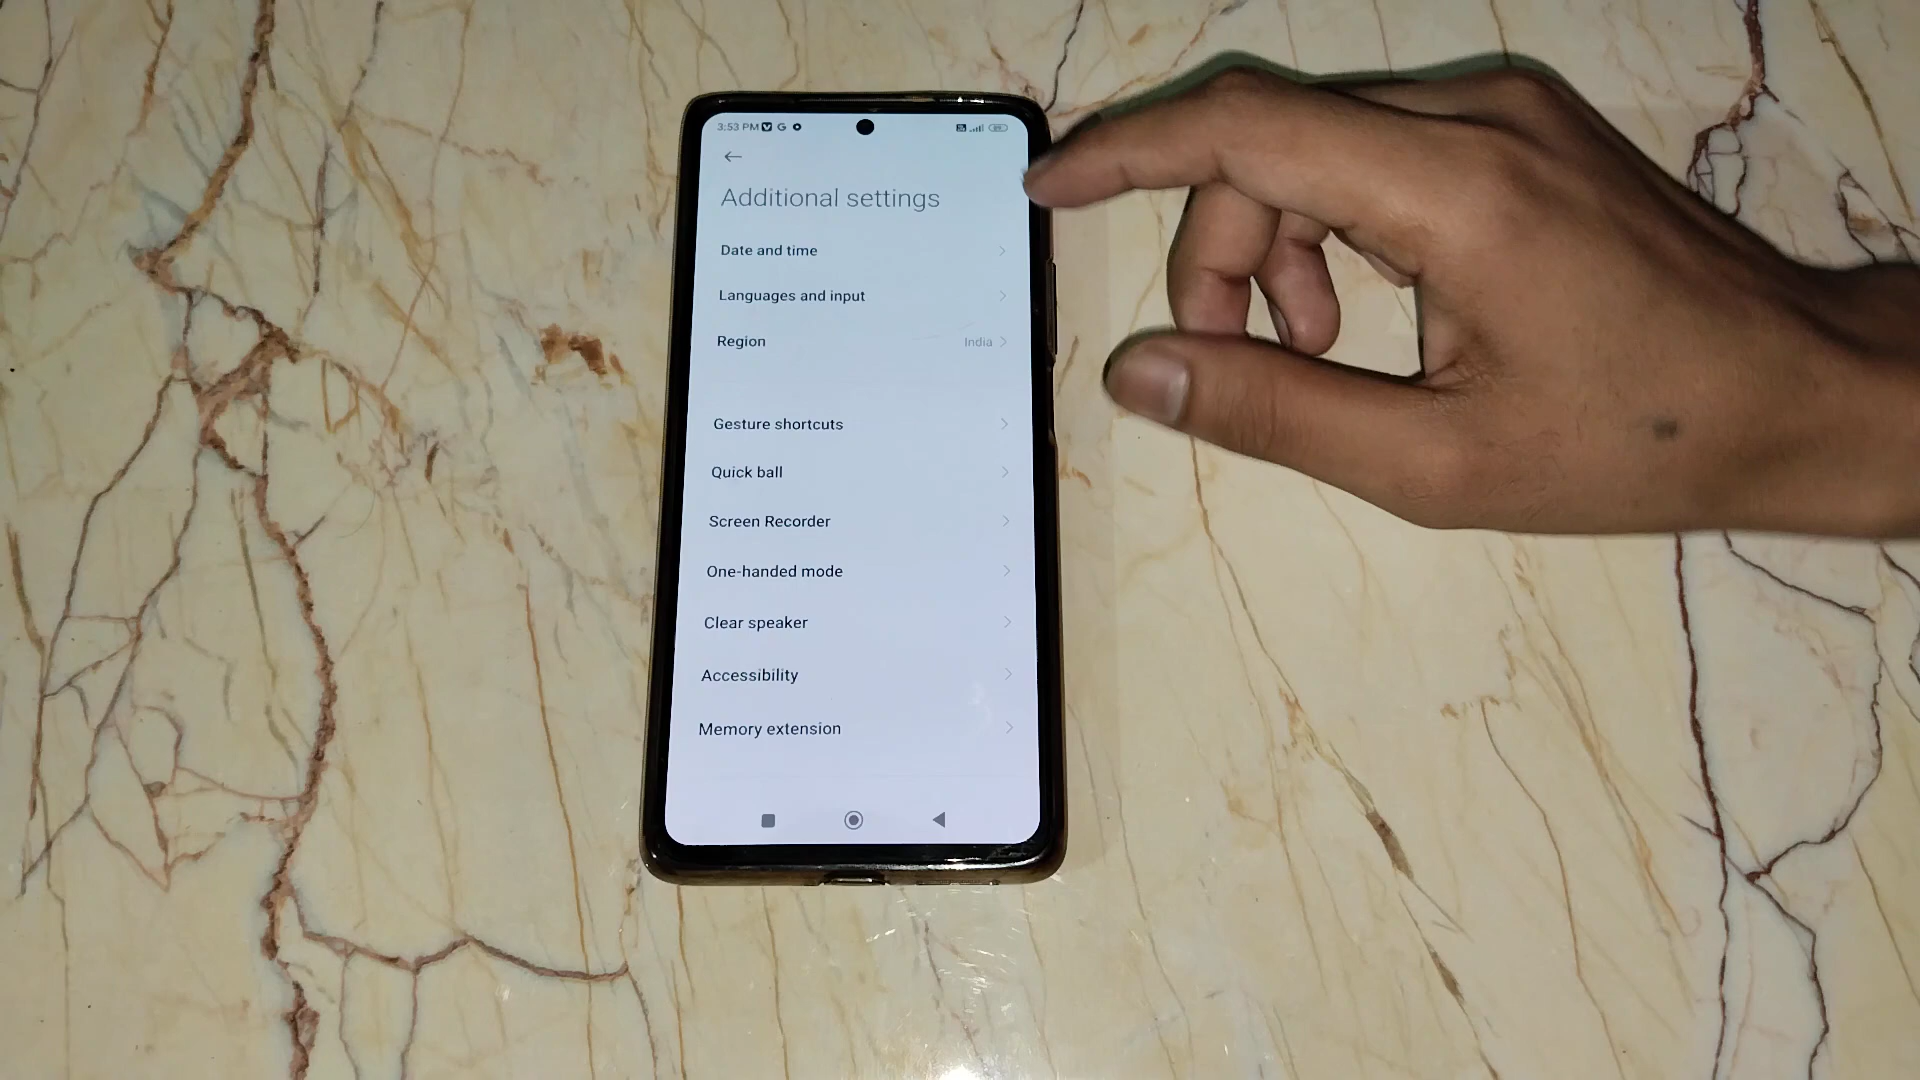 3:53 PM
Additional settings
Date and time
Languages and input
Region India
Gesture shortcuts
Quick ball
Screen Recorder
One-handed mode
Clear speaker
Accessibility
Memory extension